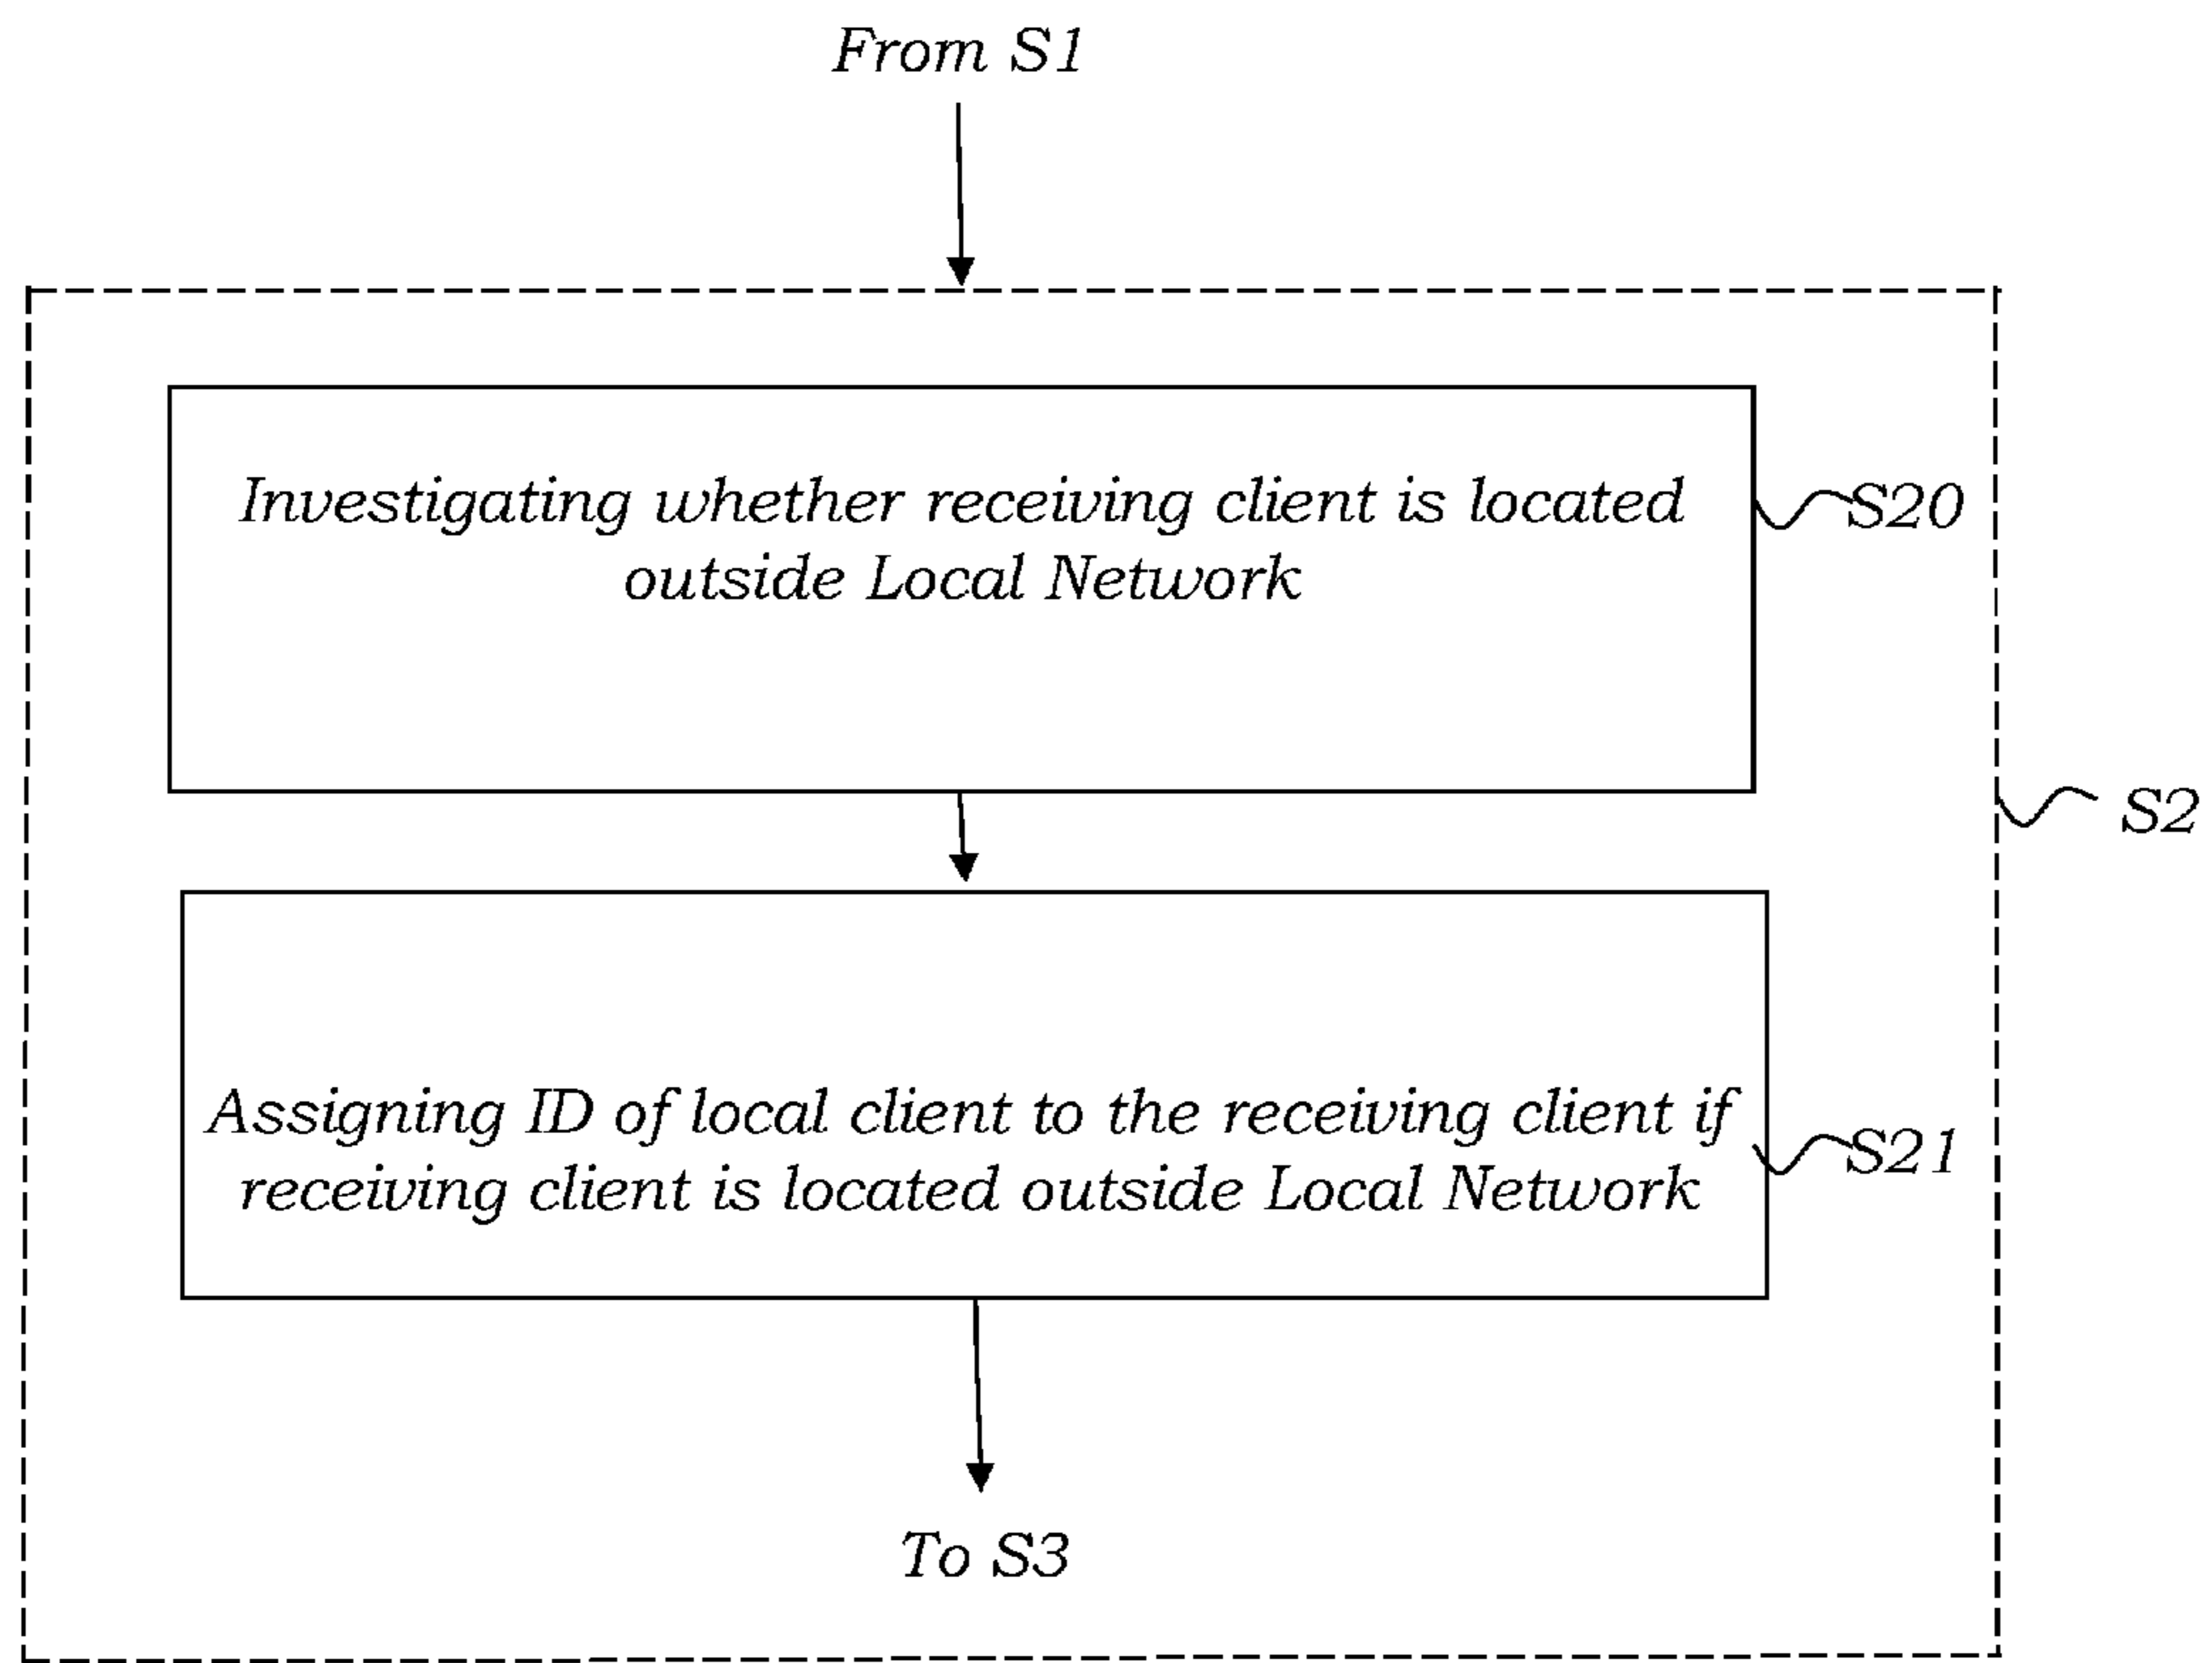 From S1
Investigating whether receiving client is located
outside Local Network
S20
S2
Assigning ID of local client to the receiving client if
receiving client is located outside Local Network
S21
To S3